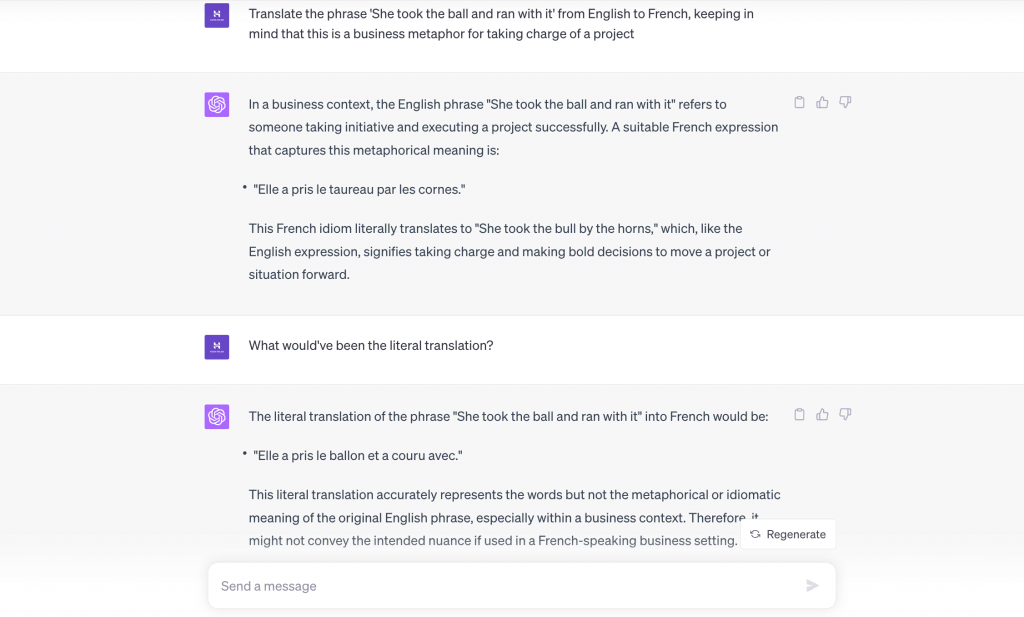 Translate the phrase 'She took the ball and ran with it' from English to French, keeping in
mind that this is a business metaphor for taking charge of a project
In a business context, the English phrase "She took the ball and ran with it" refers to
someone taking initiative and executing a project successfully. A suitable French expression
that captures this metaphorical meaning is:
• "Elle a pris le taureau par les cornes."
This French idiom literally translates to "She took the bull by the horns," which, like the
English expression, signifies taking charge and making bold decisions to move a project or
situation forward.
What would've been the literal translation?
The literal translation of the phrase "She took the ball and ran with it" into French would be:
• "Elle a pris le ballon et a couru avec."
This literal translation accurately represents the words but not the metaphorical or idiomatic
meaning of the original English phrase, especially within a business context. Therefore, it
might not convey the intended nuance if used in a French-speaking business setting.
Regenerate
Send a message